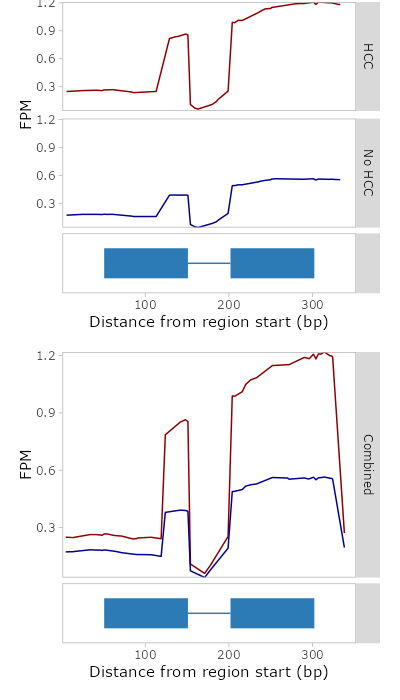 1.2
0.9
0.6
0.3
HCC
FPM
1.2
0.9
0.6
0.3
No HCC
100 200 300
Distance from region start (bp)
1.2
0.9
0.6
0.3
FPM
Combined
100 200 300
Distance from region start (bp)